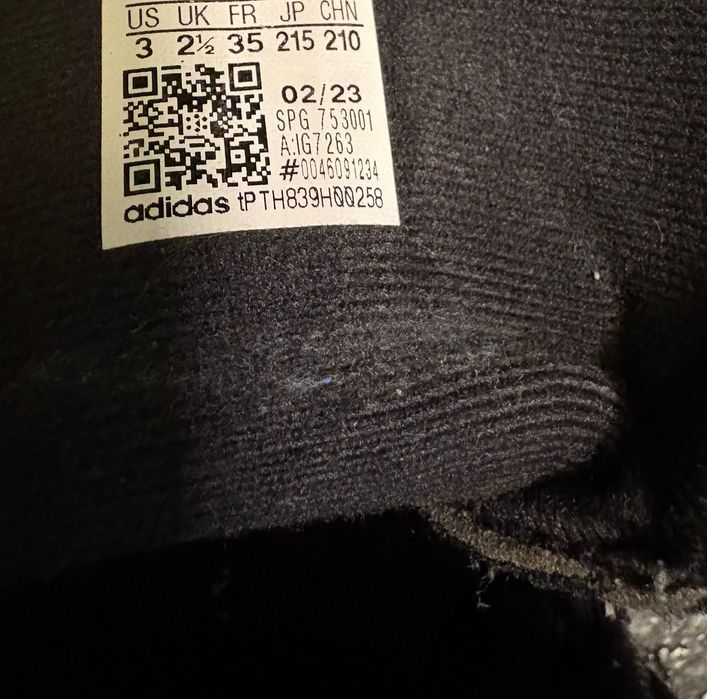 US UK FR JP CHN
3 2½ 35 215 210
02/23
SPG 753001
A:IG7263
#0046091234
adidas tPTH839H00258